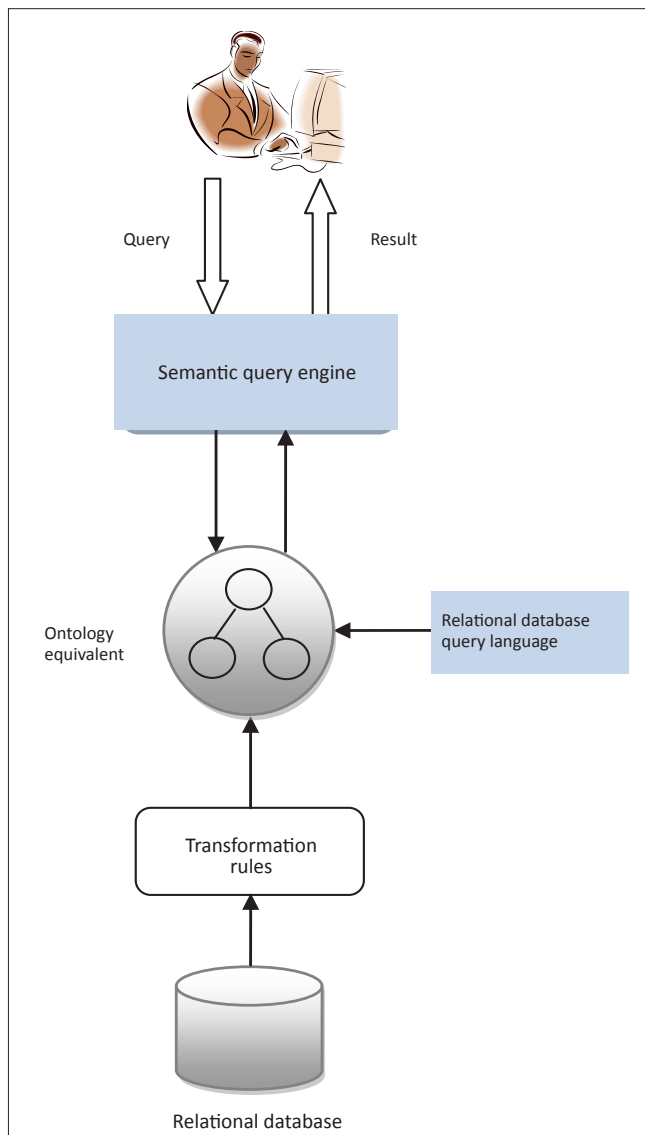 Query
Result
Semantic query engine
Ontology
equivalent
Relational database
query language
Transformation
rules
Relational database